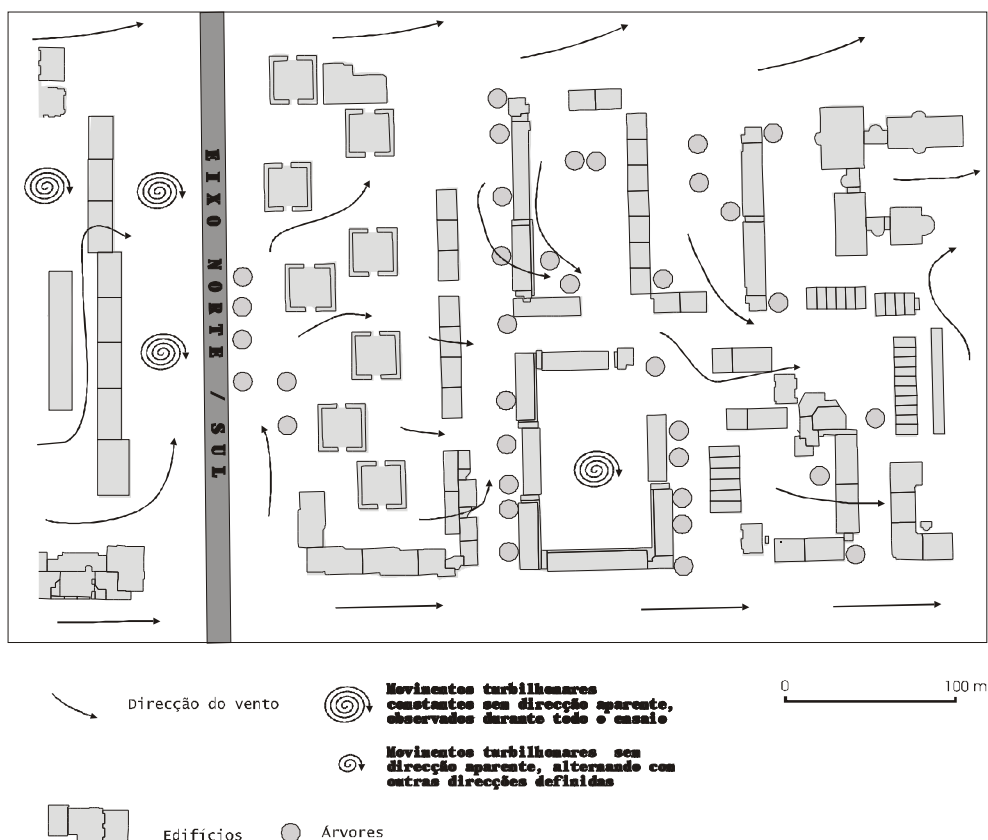 EIXO NORTE / SUL
0 100 m
Direcção do vento
Movimentos turbilhonares
constantes sem direcção aparente,
observados durante todo o ensaio
Movimentos turbilhonares sem
direcção aparente, alternando com
outras direcções definidas
Edifícios
Árvores